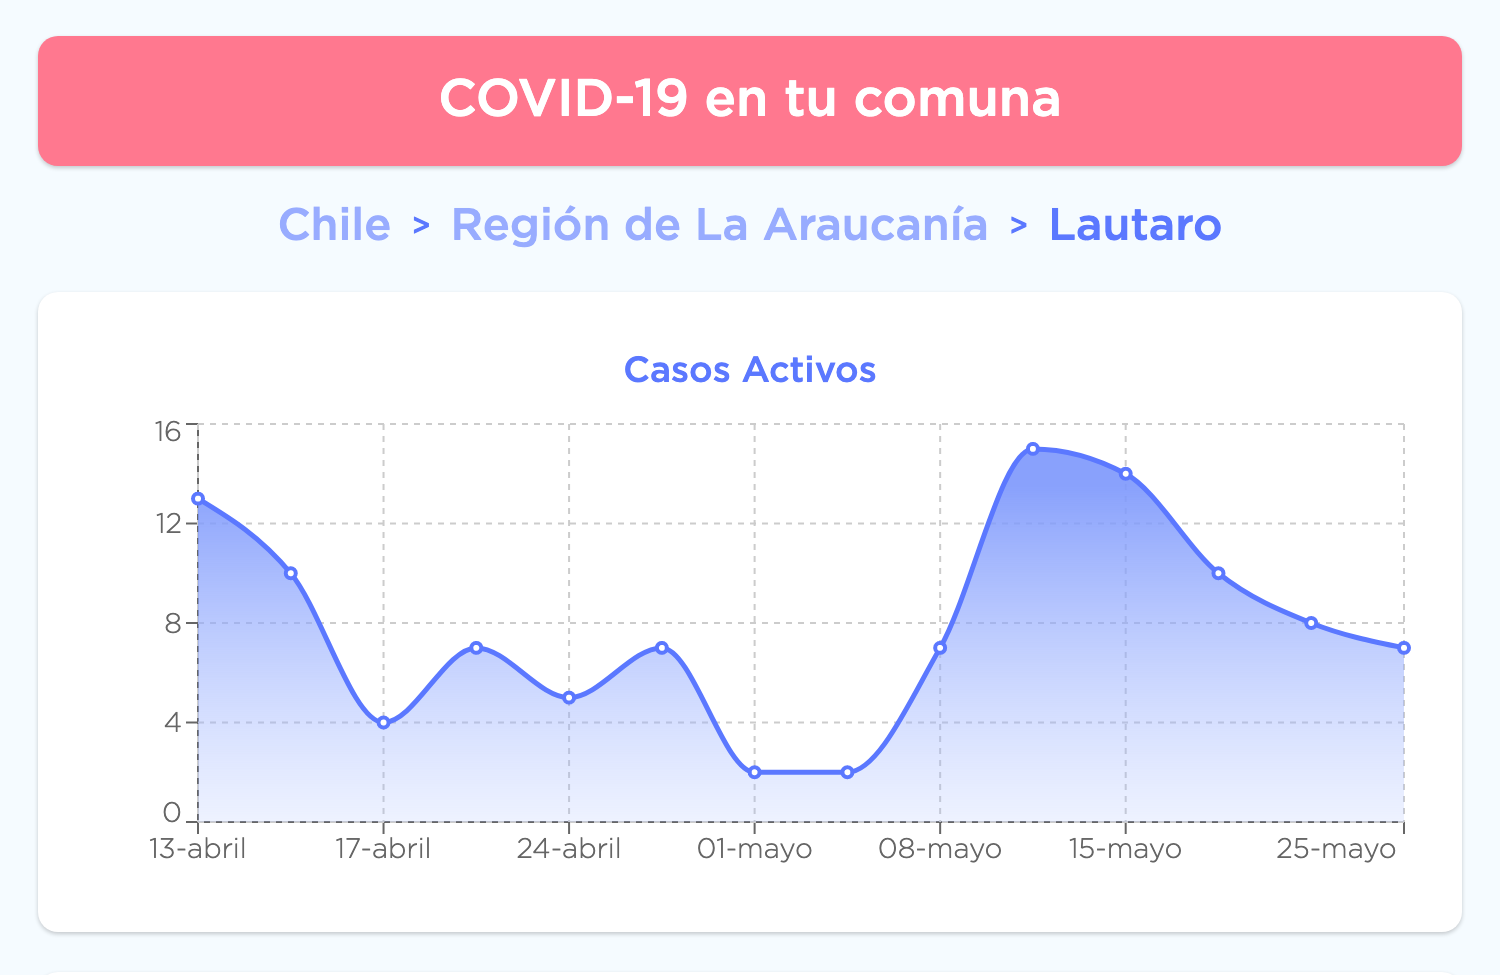 COVID-19 en tu comuna
Chile > Región de La Araucanía > Lautaro
Casos Activos
16
12
8
4
0
13-abril 17-abril 24-abril 01-mayo 08-mayo 15-mayo 25-mayo